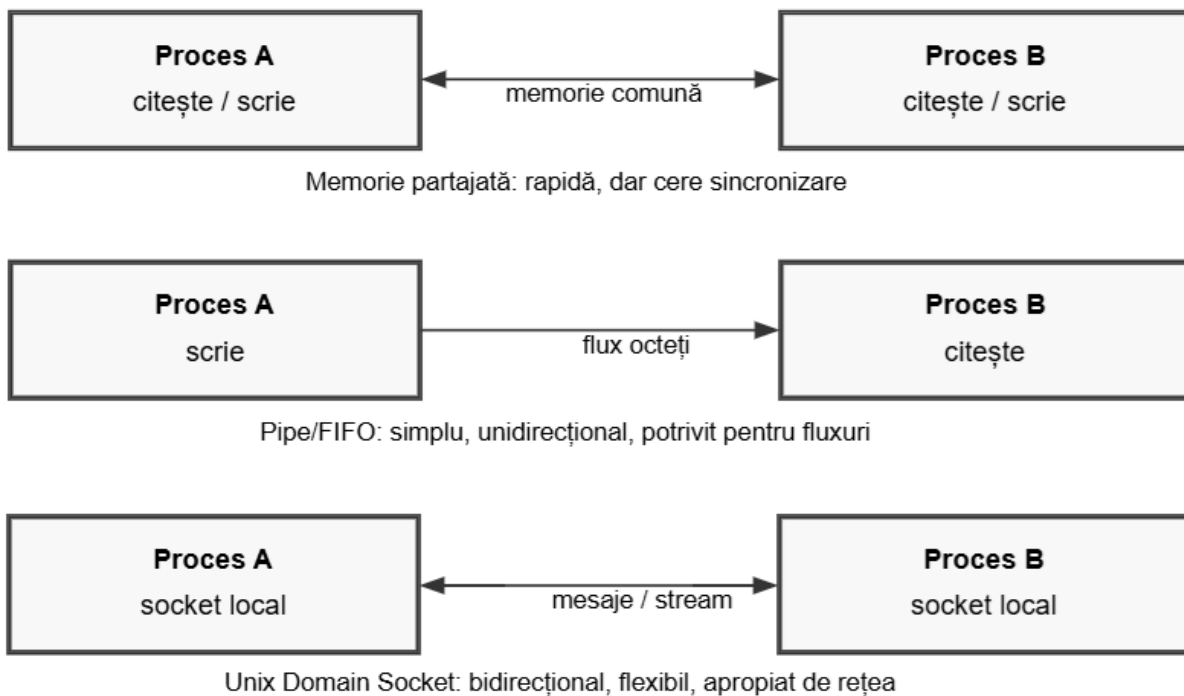 Proces A
citește / scrie
memorie comună
Proces B
citește / scrie
Memorie partajată: rapidă, dar cere sincronizare
Proces A
scrie
flux octeți
Proces B
citește
Pipe/FIFO: simplu, unidirecțional, potrivit pentru fluxuri
Proces A
socket local
mesaje / stream
Proces B
socket local
Unix Domain Socket: bidirecțional, flexibil, apropiat de rețea